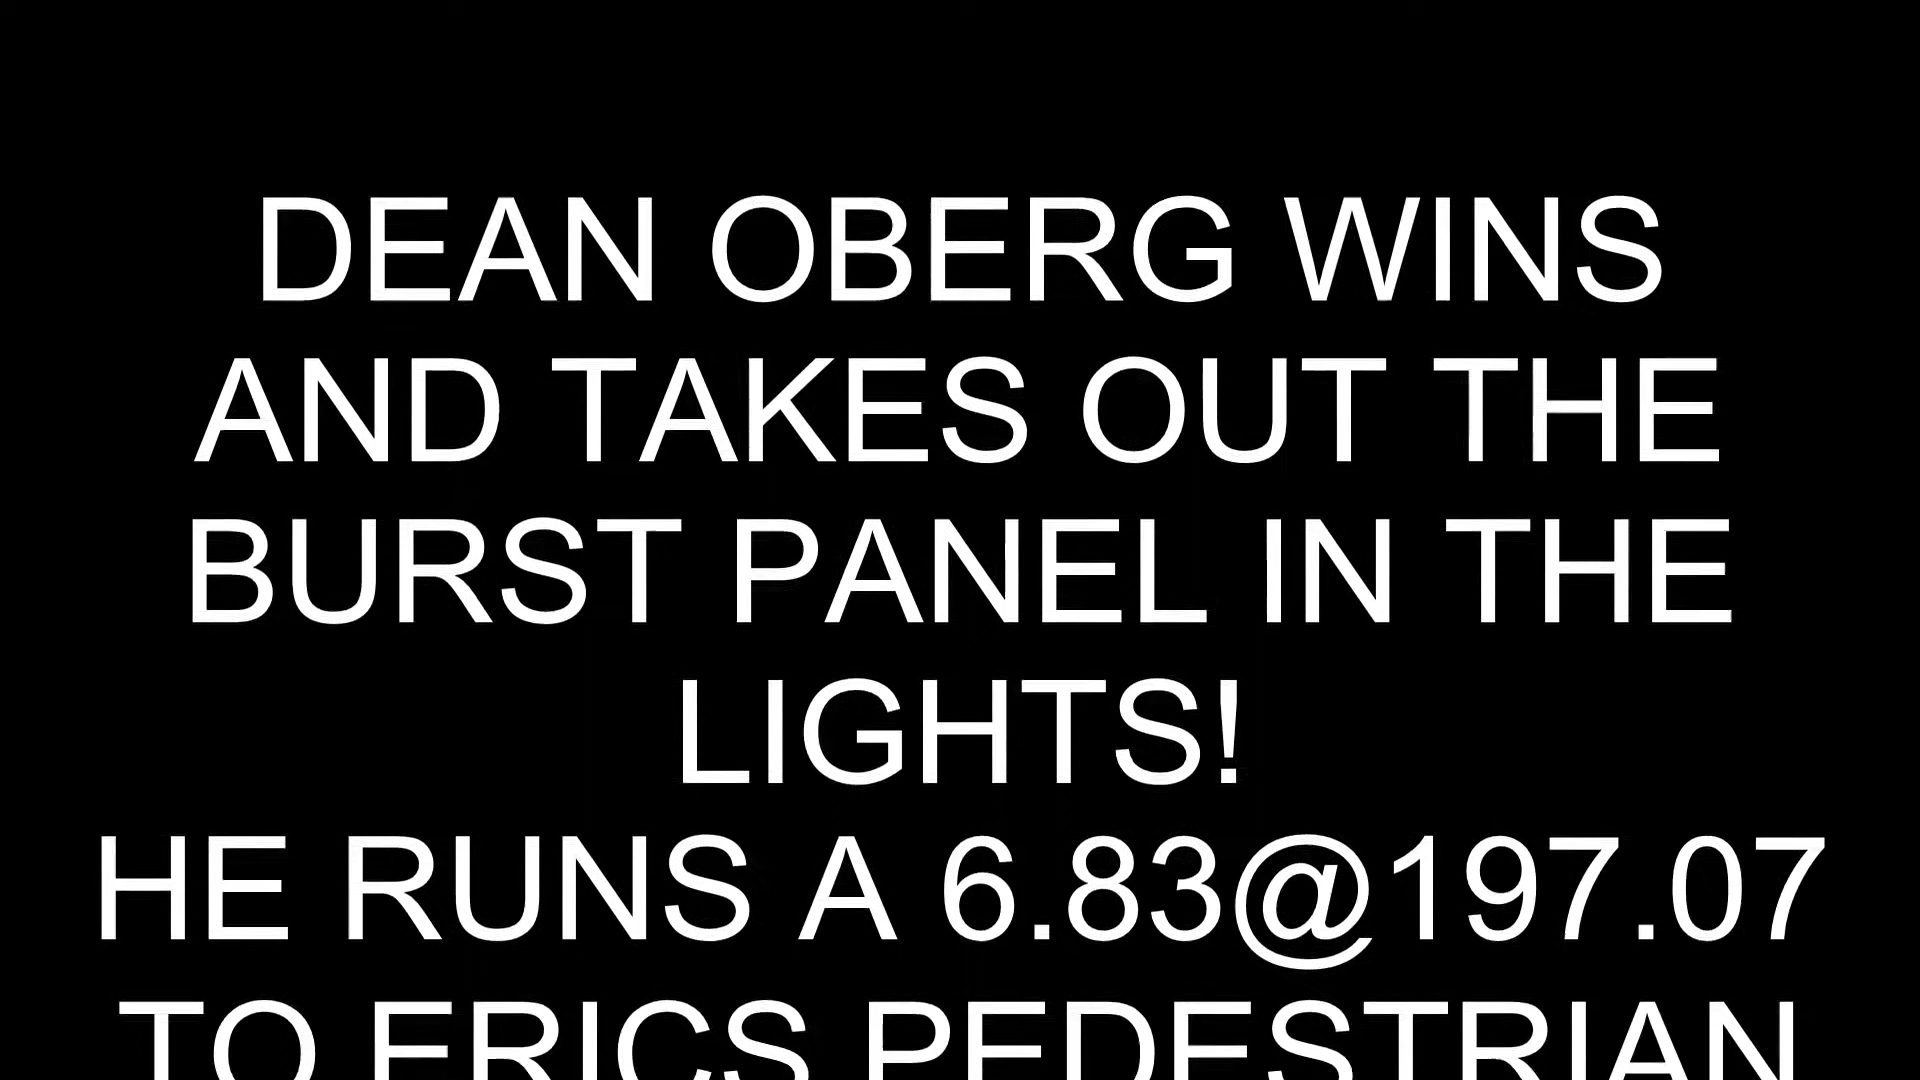 DEAN OBERG WINS
AND TAKES OUT THE
BURST PANEL IN THE
LIGHTS!
HE RUNS A 6.83@197.07
TO ERICS PEDESTRIAN